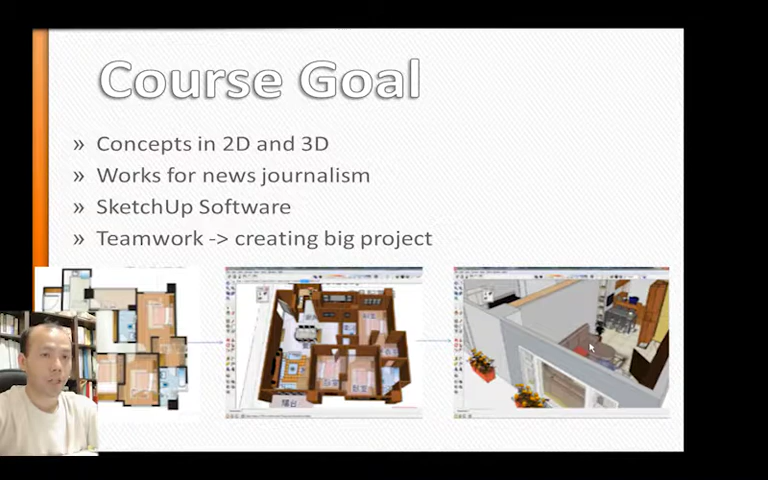 Course Goal
» Concepts in 2D and 3D
» Works for news journalism
» SketchUp Software
» Teamwork -> creating big project